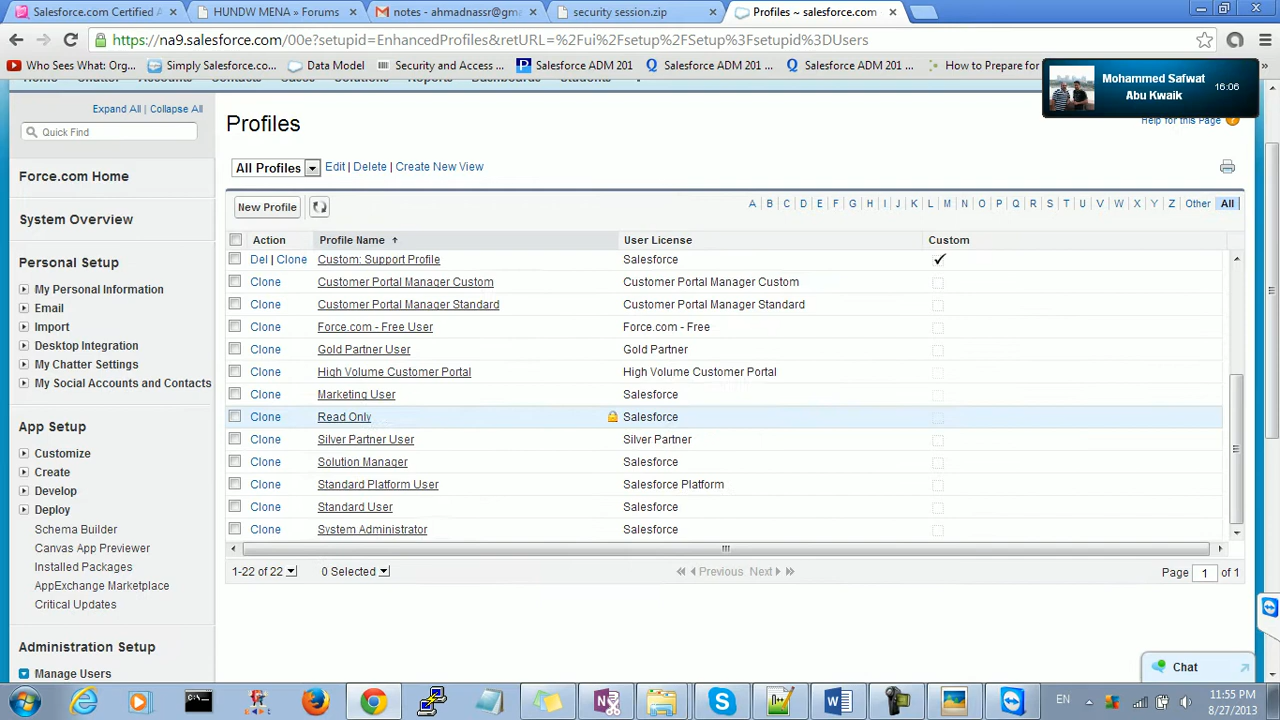 Salesforce.com Certified A
HUNDW MENA » Forums
notes - ahmadnassr@gma
security session.zip
Profiles ~ salesforce.com
https://na9.salesforce.com/00e?setupid=EnhancedProfiles&retURL=%2Fui%2Fsetup%2FSetup%3Fsetupid%3DUsers
Who Sees What: Org...
Simply Salesforce.co...
Data Model
Security and Access...
Salesforce ADM 201 ...
Salesforce ADM 201 ...
Salesforce ADM 201 ...
How to Prepare for
»
Mohammed Safwat
Abu Kwaik
16:06
Expand All | Collapse All
Quick Find
Force.com Home
System Overview
Personal Setup
My Personal Information
Email
Import
Desktop Integration
My Chatter Settings
My Social Accounts and Contacts
App Setup
Customize
Create
Develop
Deploy
Schema Builder
Canvas App Previewer
Installed Packages
AppExchange Marketplace
Critical Updates
Administration Setup
Manage Users
Profiles
Help for this Page ?
All Profiles Edit | Delete | Create New View
New Profile
A B C D E F G H I J K L M N O P Q R S T U V W X Y Z Other All
Action Profile Name User License Custom
Del | Clone Custom: Support Profile Salesforce ✓
Clone Customer Portal Manager Custom Customer Portal Manager Custom
Clone Customer Portal Manager Standard Customer Portal Manager Standard
Clone Force.com - Free User Force.com - Free
Clone Gold Partner User Gold Partner
Clone High Volume Customer Portal High Volume Customer Portal
Clone Marketing User Salesforce
Clone Read Only Salesforce
Clone Silver Partner User Silver Partner
Clone Solution Manager Salesforce
Clone Standard Platform User Salesforce Platform
Clone Standard User Salesforce
Clone System Administrator Salesforce
1-22 of 22 0 Selected Previous Next Page 1 of 1
Chat
EN
11:55 PM
8/27/2013